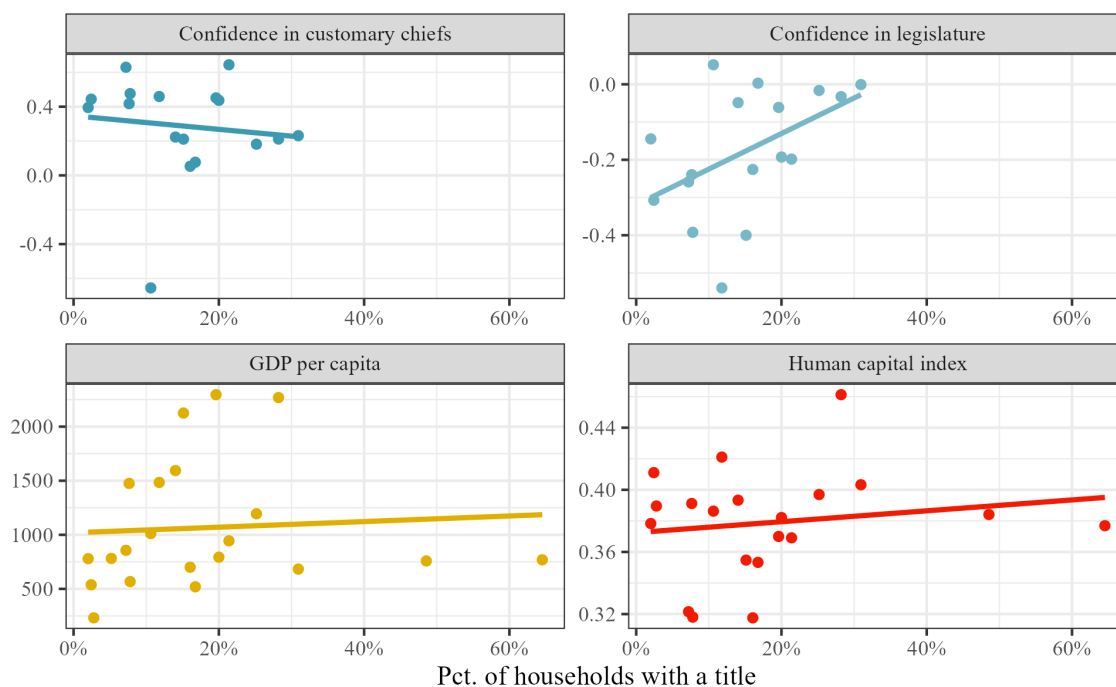 Confidence in customary chiefs
Confidence in legislature
0.4
0.0
-0.4
0% 20% 40% 60%
0.0
-0.2
-0.4
0% 20% 40% 60%
GDP per capita
Human capital index
2000
1500
1000
500
0% 20% 40% 60%
0.44
0.40
0.36
0.32
0% 20% 40% 60%
Pct. of households with a title